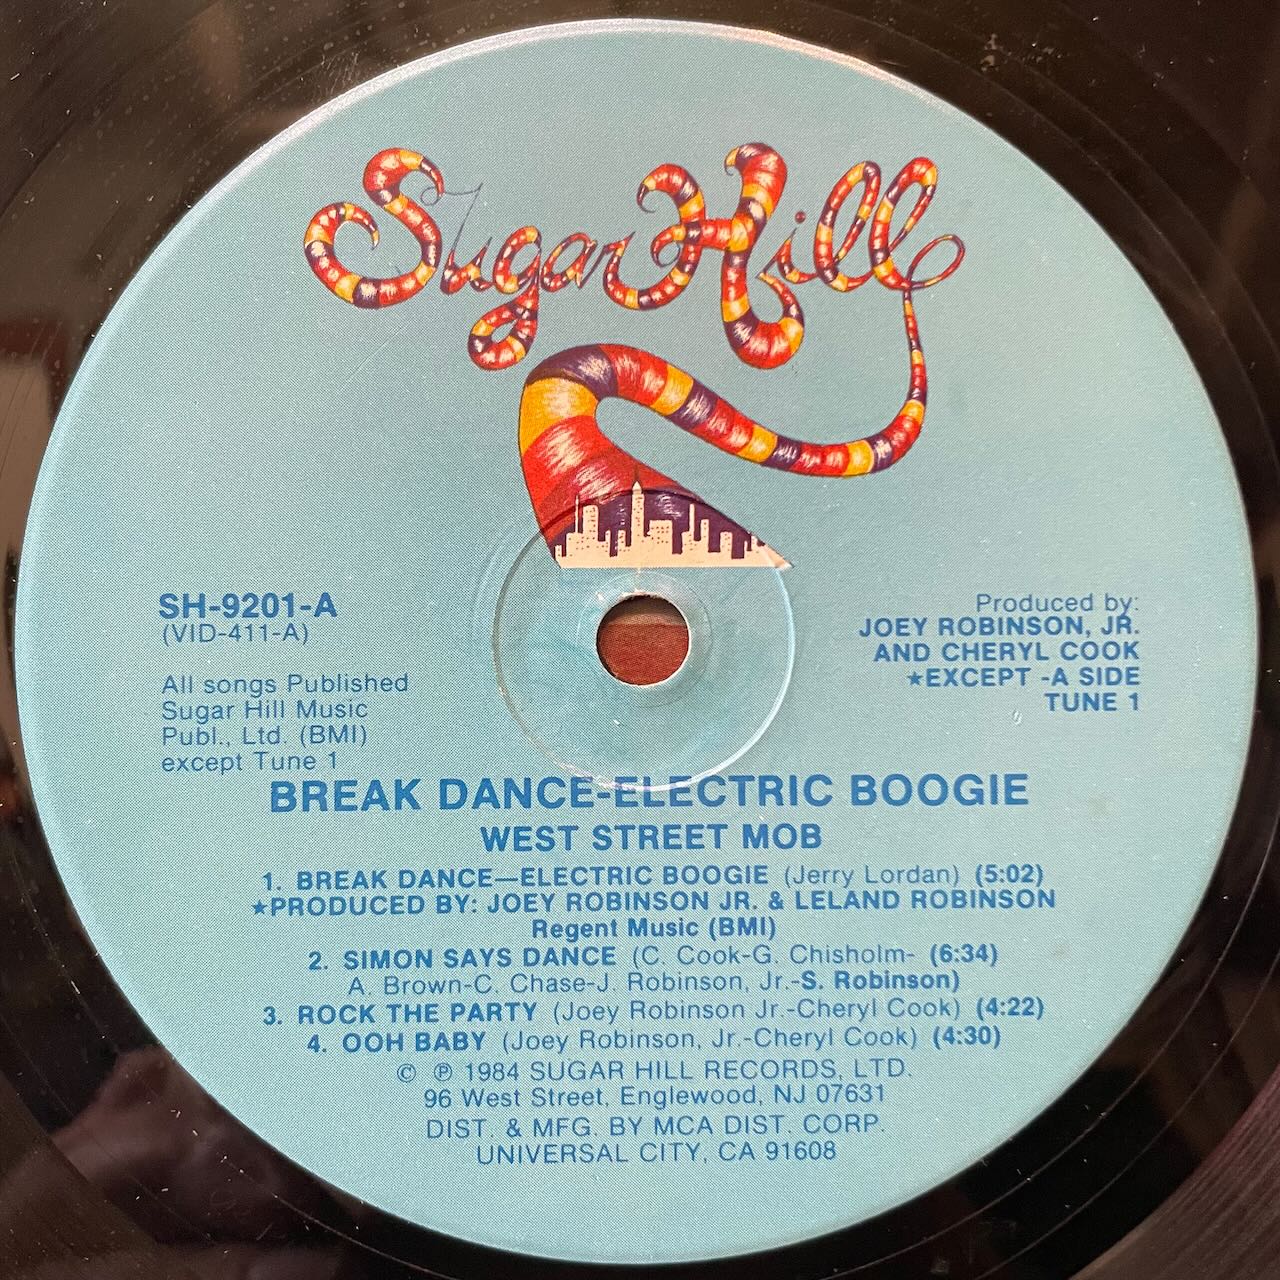 Sugar Hill
SH-9201-A
(VID-411-A)
All songs Published
Sugar Hill Music
Publ., Ltd. (BMI)
except Tune 1
Produced by:
JOEY ROBINSON, JR.
AND CHERYL COOK
★EXCEPT -A SIDE
TUNE 1
BREAK DANCE-ELECTRIC BOOGIE
WEST STREET MOB
1. BREAK DANCE—ELECTRIC BOOGIE (Jerry Lordan) (5:02)
★PRODUCED BY: JOEY ROBINSON JR. & LELAND ROBINSON
Regent Music (BMI)
2. SIMON SAYS DANCE (C. Cook-G. Chisholm- (6:34)
A. Brown-C. Chase-J. Robinson, Jr.-S. Robinson)
3. ROCK THE PARTY (Joey Robinson Jr.-Cheryl Cook) (4:22)
4. OOH BABY (Joey Robinson, Jr.-Cheryl Cook) (4:30)
© ℗ 1984 SUGAR HILL RECORDS, LTD.
96 West Street, Englewood, NJ 07631
DIST. & MFG. BY MCA DIST. CORP.
UNIVERSAL CITY, CA 91608